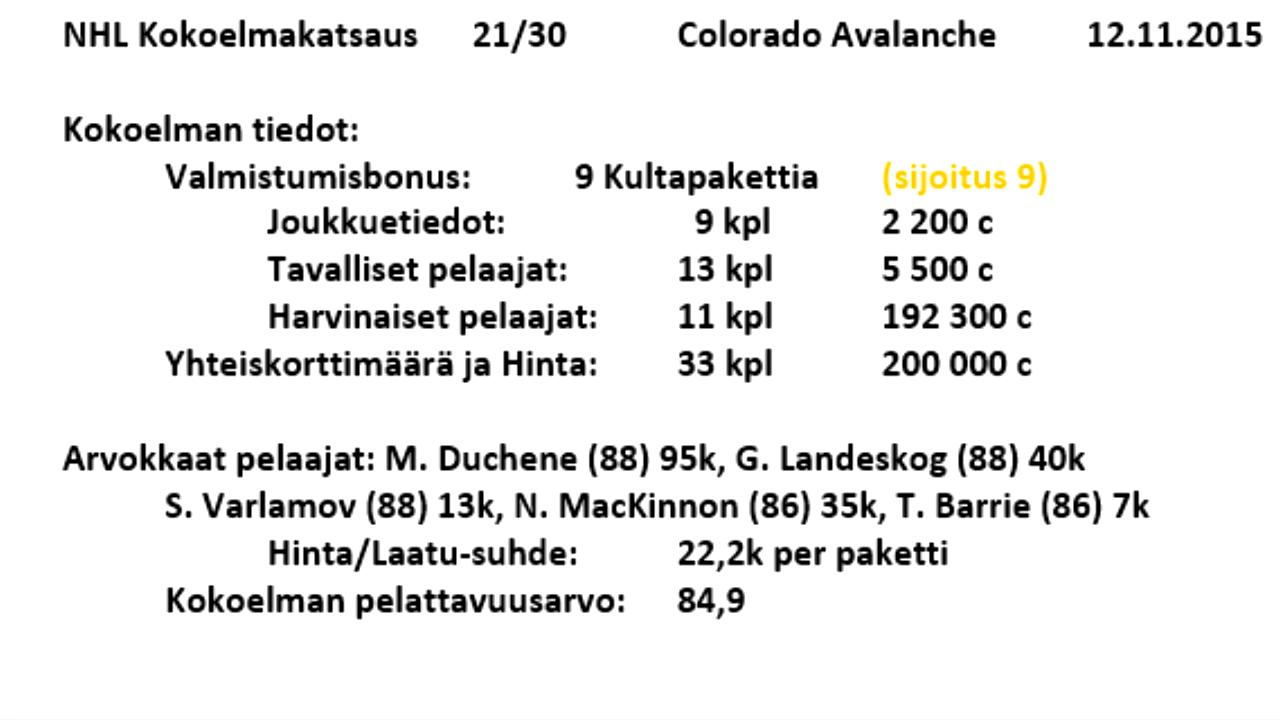 NHL Kokoelmakatsaus 21/30 Colorado Avalanche 12.11.2015
Kokoelman tiedot:
Valmistumisbonus: 9 Kultapakettia (sijoitus 9)
Joukkuetiedot: 9 kpl 2 200 c
Tavalliset pelaajat: 13 kpl 5 500 c
Harvinaiset pelaajat: 11 kpl 192 300 c
Yhteiskorttimäärä ja Hinta: 33 kpl 200 000 c
Arvokkaat pelaajat: M. Duchene (88) 95k, G. Landeskog (88) 40k
S. Varlamov (88) 13k, N. MacKinnon (86) 35k, T. Barrie (86) 7k
Hinta/Laatu-suhde: 22,2k per paketti
Kokoelman pelattavuusarvo: 84,9